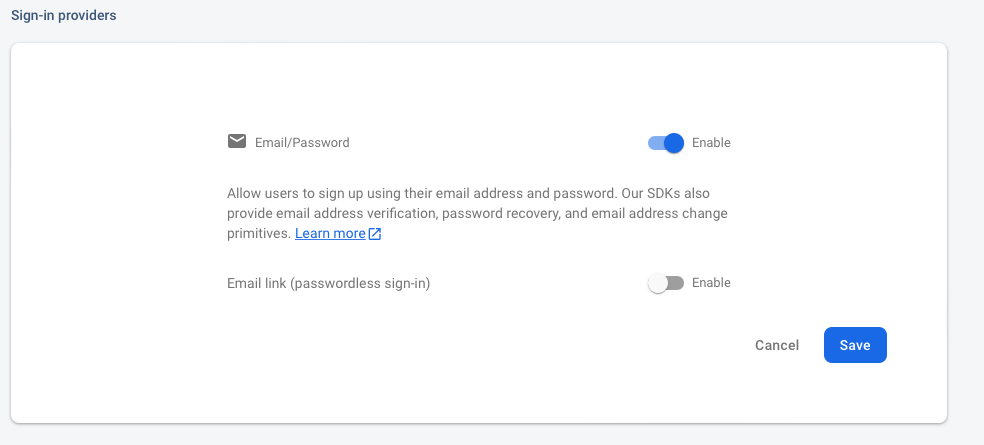 Sign-in providers
Email/Password
Enable
Allow users to sign up using their email address and password. Our SDKs also
provide email address verification, password recovery, and email address change
primitives. Learn more
Email link (passwordless sign-in)
Enable
Cancel
Save